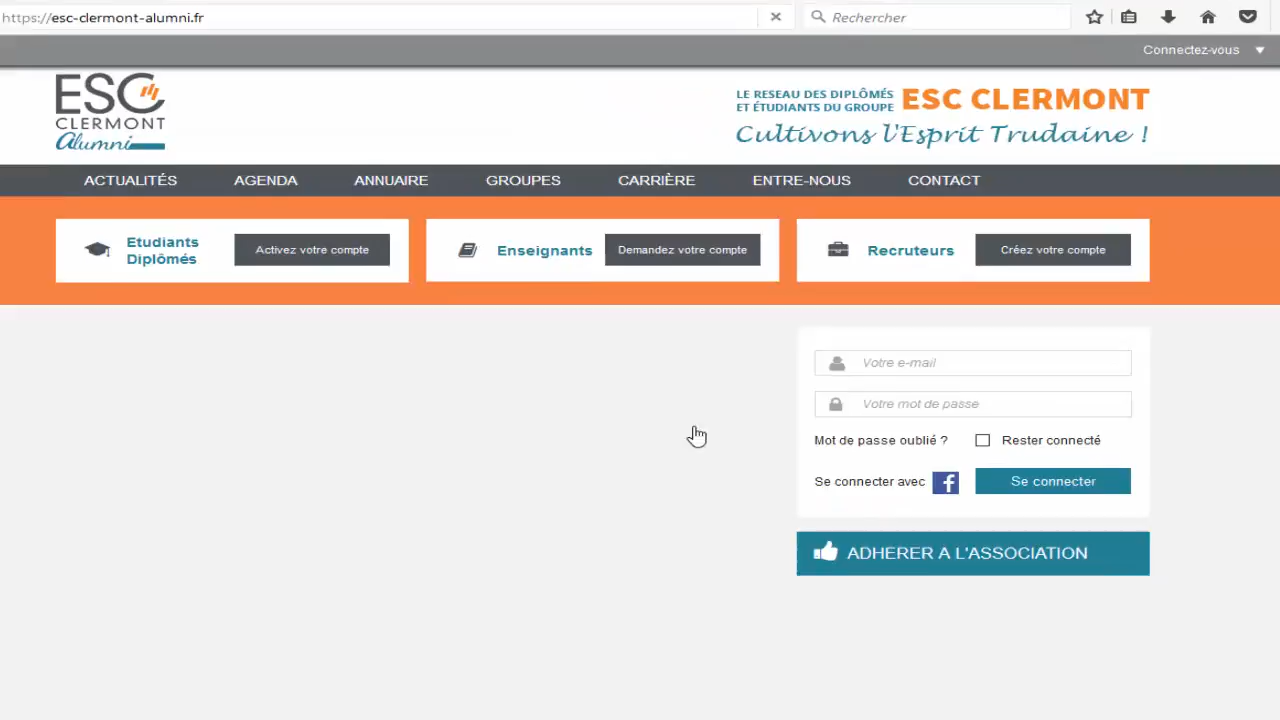 https://esc-clermont-alumni.fr
Rechercher
Connectez-vous
ESC
CLERMONT
Alumni
LE RESEAU DES DIPLÔMÉS
ET ÉTUDIANTS DU GROUPE
ESC CLERMONT
Cultivons l'Esprit Trudaine !
ACTUALITÉS AGENDA ANNUAIRE GROUPES CARRIÈRE ENTRE-NOUS CONTACT
Etudiants
Diplômés
Activez votre compte
Enseignants
Demandez votre compte
Recruteurs
Créez votre compte
Votre e-mail
Votre mot de passe
Mot de passe oublié ? Rester connecté
Se connecter avec f Se connecter
ADHERER A L'ASSOCIATION